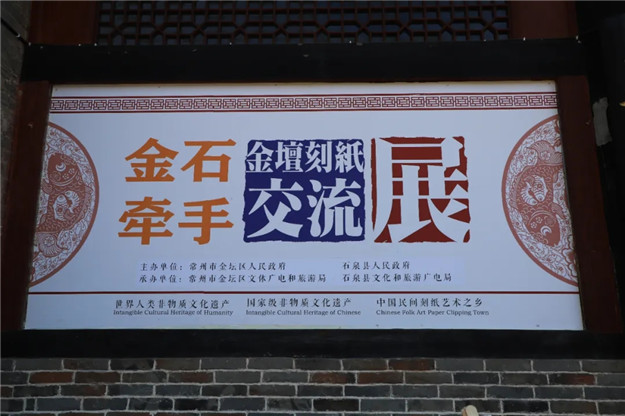 金石 金壇刻紙 展
牵手 交流
主办单位：常州市金坛区人民政府 石泉县人民政府
承办单位：常州市金坛区文体广电和旅游局 石泉县文化和旅游广电局
世界人类非物质文化遗产 国家级非物质文化遗产 中国民间刻纸艺术之乡
Intangible Cultural Heritage of Humanity Intangible Cultural Heritage of Chinese Chinese Folk Art Paper Clipping Town